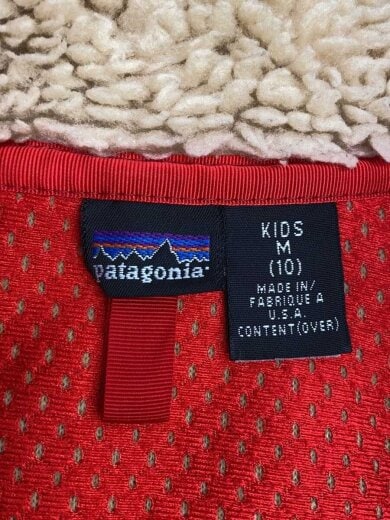 patagonia®
KIDS
M
(10)
MADE IN/
FABRIQUE A
U.S.A.
CONTENT(OVER)